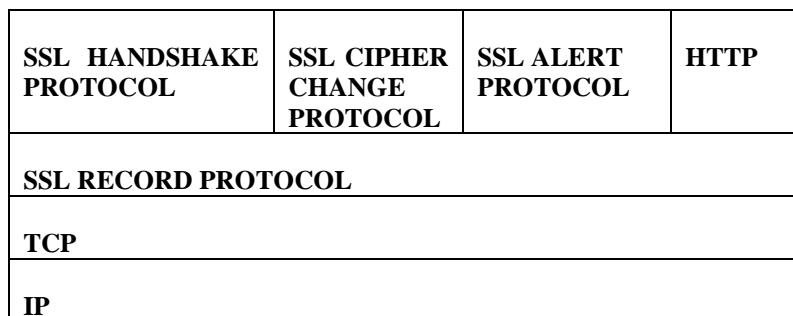 SSL HANDSHAKE
PROTOCOL
SSL CIPHER
CHANGE
PROTOCOL
SSL ALERT
PROTOCOL
HTTP
SSL RECORD PROTOCOL
TCP
IP